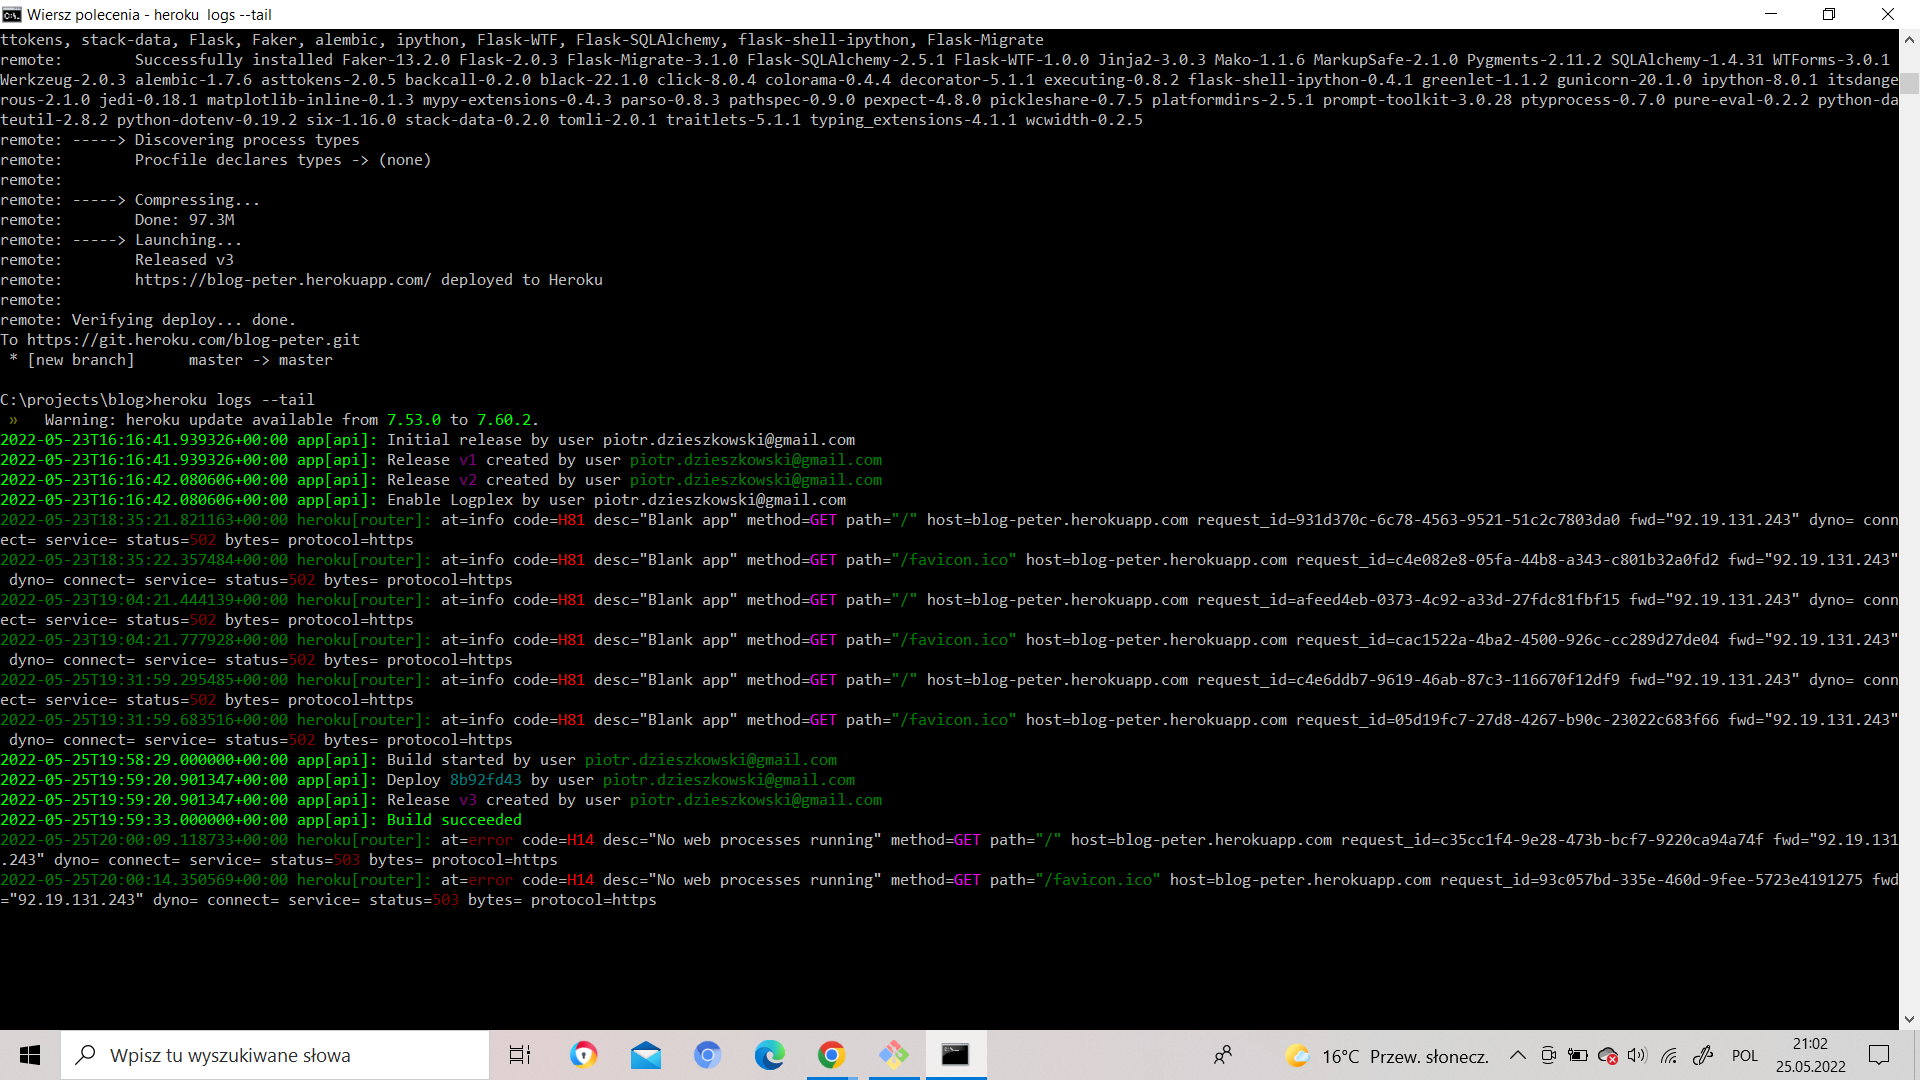 Wiersz polecenia - heroku  logs --tail
ttokens, stack-data, Flask, Faker, alembic, ipython, Flask-WTF, Flask-SQLAlchemy, flask-shell-ipython, Flask-Migrate
remote:        Successfully installed Faker-13.2.0 Flask-2.0.3 Flask-Migrate-3.1.0 Flask-SQLAlchemy-2.5.1 Flask-WTF-1.0.0 Jinja2-3.0.3 Mako-1.1.6 MarkupSafe-2.1.0 Pygments-2.11.2 SQLAlchemy-1.4.31 WTForms-3.0.1
Werkzeug-2.0.3 alembic-1.7.6 asttokens-2.0.5 backcall-0.2.0 black-22.1.0 click-8.0.4 colorama-0.4.4 decorator-5.1.1 executing-0.8.2 flask-shell-ipython-0.4.1 greenlet-1.1.2 gunicorn-20.1.0 ipython-8.0.1 itsdange
rous-2.1.0 jedi-0.18.1 matplotlib-inline-0.1.3 mypy-extensions-0.4.3 parso-0.8.3 pathspec-0.9.0 pexpect-4.8.0 pickleshare-0.7.5 platformdirs-2.5.1 prompt-toolkit-3.0.28 ptyprocess-0.7.0 pure-eval-0.2.2 python-da
teutil-2.8.2 python-dotenv-0.19.2 six-1.16.0 stack-data-0.2.0 tomli-2.0.1 traitlets-5.1.1 typing_extensions-4.1.1 wcwidth-0.2.5
remote: -----> Discovering process types
remote:        Procfile declares types -> (none)
remote:
remote: -----> Compressing...
remote:        Done: 97.3M
remote: -----> Launching...
remote:        Released v3
remote:        https://blog-peter.herokuapp.com/ deployed to Heroku
remote:
remote: Verifying deploy... done.
To https://git.heroku.com/blog-peter.git
 * [new branch]      master -> master
C:\projects\blog>heroku logs --tail
 »   Warning: heroku update available from 7.53.0 to 7.60.2.
2022-05-23T16:16:41.939326+00:00 app[api]: Initial release by user piotr.dzieszkowski@gmail.com
2022-05-23T16:16:41.939326+00:00 app[api]: Release v1 created by user piotr.dzieszkowski@gmail.com
2022-05-23T16:16:42.080606+00:00 app[api]: Release v2 created by user piotr.dzieszkowski@gmail.com
2022-05-23T16:16:42.080606+00:00 app[api]: Enable Logplex by user piotr.dzieszkowski@gmail.com
2022-05-23T18:35:21.821163+00:00 heroku[router]: at=info code=H81 desc="Blank app" method=GET path="/" host=blog-peter.herokuapp.com request_id=931d370c-6c78-4563-9521-51c2c7803da0 fwd="92.19.131.243" dyno= conn
ect= service= status=502 bytes= protocol=https
2022-05-23T18:35:22.357484+00:00 heroku[router]: at=info code=H81 desc="Blank app" method=GET path="/favicon.ico" host=blog-peter.herokuapp.com request_id=c4e082e8-05fa-44b8-a343-c801b32a0fd2 fwd="92.19.131.243"
 dyno= connect= service= status=502 bytes= protocol=https
2022-05-23T19:04:21.444139+00:00 heroku[router]: at=info code=H81 desc="Blank app" method=GET path="/" host=blog-peter.herokuapp.com request_id=afeed4eb-0373-4c92-a33d-27fdc81fbf15 fwd="92.19.131.243" dyno= conn
ect= service= status=502 bytes= protocol=https
2022-05-23T19:04:21.777928+00:00 heroku[router]: at=info code=H81 desc="Blank app" method=GET path="/favicon.ico" host=blog-peter.herokuapp.com request_id=cac1522a-4ba2-4500-926c-cc289d27de04 fwd="92.19.131.243"
 dyno= connect= service= status=502 bytes= protocol=https
2022-05-25T19:31:59.295485+00:00 heroku[router]: at=info code=H81 desc="Blank app" method=GET path="/" host=blog-peter.herokuapp.com request_id=c4e6ddb7-9619-46ab-87c3-116670f12df9 fwd="92.19.131.243" dyno= conn
ect= service= status=502 bytes= protocol=https
2022-05-25T19:31:59.683516+00:00 heroku[router]: at=info code=H81 desc="Blank app" method=GET path="/favicon.ico" host=blog-peter.herokuapp.com request_id=05d19fc7-27d8-4267-b90c-23022c683f66 fwd="92.19.131.243"
 dyno= connect= service= status=502 bytes= protocol=https
2022-05-25T19:58:29.000000+00:00 app[api]: Build started by user piotr.dzieszkowski@gmail.com
2022-05-25T19:59:20.901347+00:00 app[api]: Deploy 8b92fd43 by user piotr.dzieszkowski@gmail.com
2022-05-25T19:59:20.901347+00:00 app[api]: Release v3 created by user piotr.dzieszkowski@gmail.com
2022-05-25T19:59:33.000000+00:00 app[api]: Build succeeded
2022-05-25T20:00:09.118733+00:00 heroku[router]: at=error code=H14 desc="No web processes running" method=GET path="/" host=blog-peter.herokuapp.com request_id=c35cc1f4-9e28-473b-bcf7-9220ca94a74f fwd="92.19.131
.243" dyno= connect= service= status=503 bytes= protocol=https
2022-05-25T20:00:14.350569+00:00 heroku[router]: at=error code=H14 desc="No web processes running" method=GET path="/favicon.ico" host=blog-peter.herokuapp.com request_id=93c057bd-335e-460d-9fee-5723e4191275 fwd
="92.19.131.243" dyno= connect= service= status=503 bytes= protocol=https
Wpisz tu wyszukiwane słowa
16°C  Przew. słonecz.
POL
21:02
25.05.2022